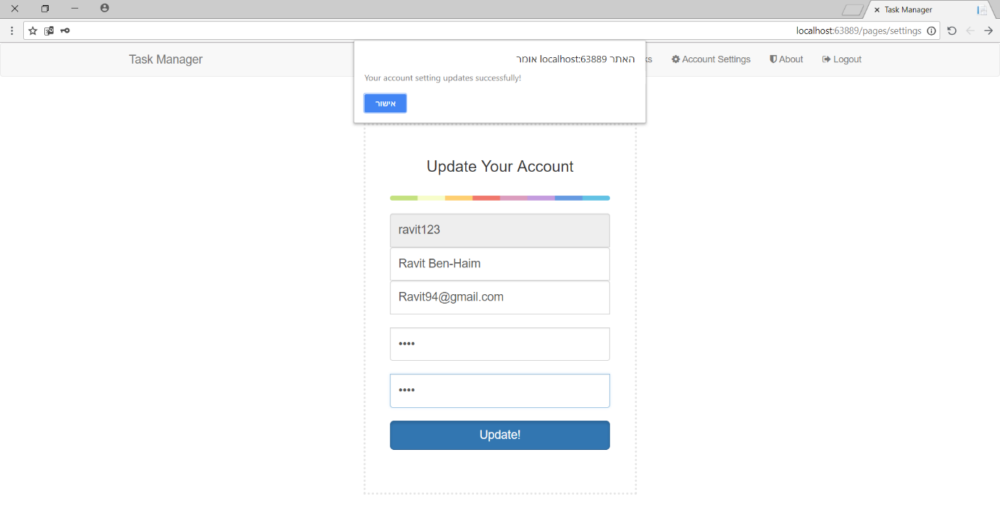 Task Manager
localhost:63889/pages/settings
Task Manager
Account Settings
About
Logout
האתר localhost:63889 אומר
Your account setting updates successfully!
אישור
Update Your Account
ravit123
Ravit Ben-Haim
Ravit94@gmail.com
••••
••••
Update!